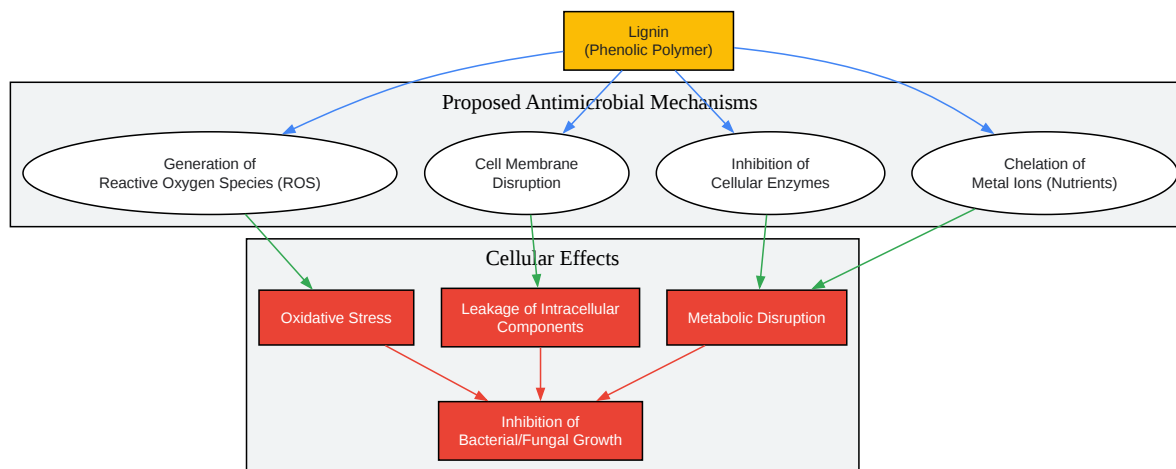 Lignin
(Phenolic Polymer)
Proposed Antimicrobial Mechanisms
Generation of
Reactive Oxygen Species (ROS)
Cell Membrane
Disruption
Inhibition of
Cellular Enzymes
Chelation of
Metal Ions (Nutrients)
Cellular Effects
Oxidative Stress
Leakage of Intracellular
Components
Metabolic Disruption
Inhibition of
Bacterial/Fungal Growth